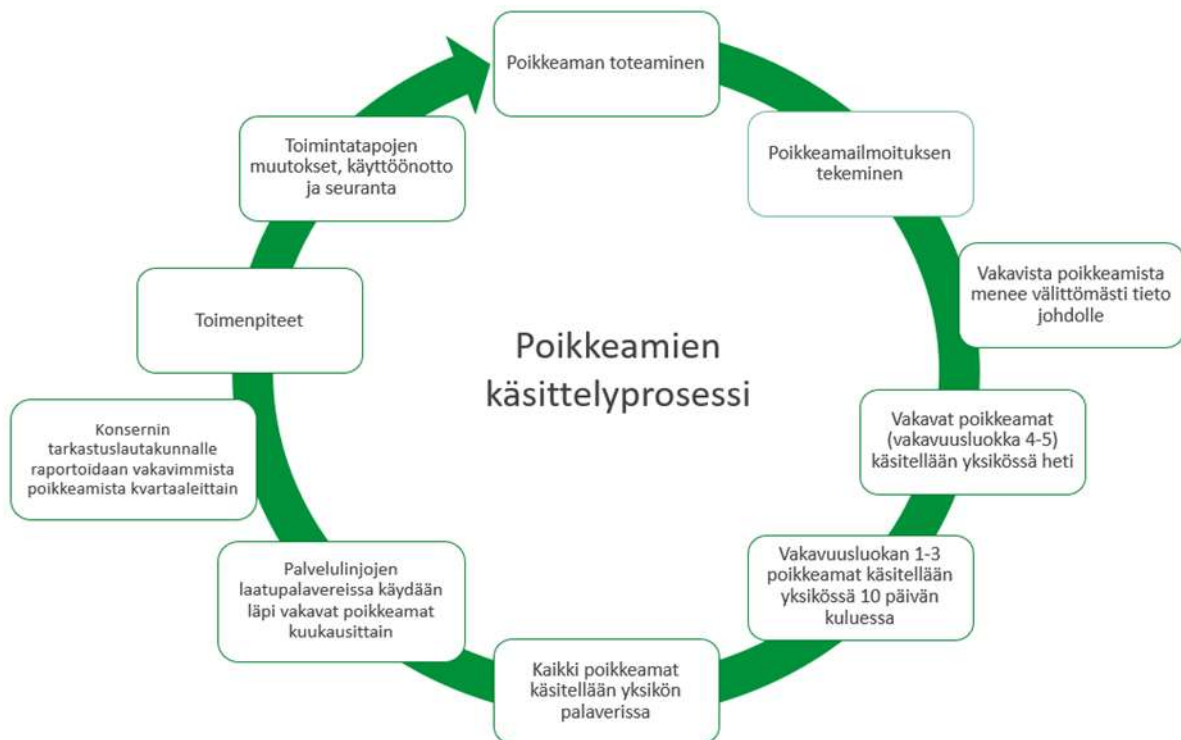 Poikkeaman toteaminen
Poikkeamailmoituksen
tekeminen
Vakavista poikkeamista
menee välittömästi tieto
johdolle
Vakavat poikkeamat
(vakavuusluokka 4-5)
käsitellään yksikössä heti
Vakavuusluokan 1-3
poikkeamat käsitellään
yksikössä 10 päivän
kuluessa
Kaikki poikkeamat
käsitellään yksikön
palaverissa
Palvelulinjojen
laatupalavereissa käydään
läpi vakavat poikkeamat
kuukausittain
Konsernin
tarkastuslautakunnalle
raportoidaan vakavimmista
poikkeamista kvartaaleittain
Toimenpiteet
Toimintatapojen
muutokset, käyttöönotto
ja seuranta
Poikkeamien
käsittelyprosessi